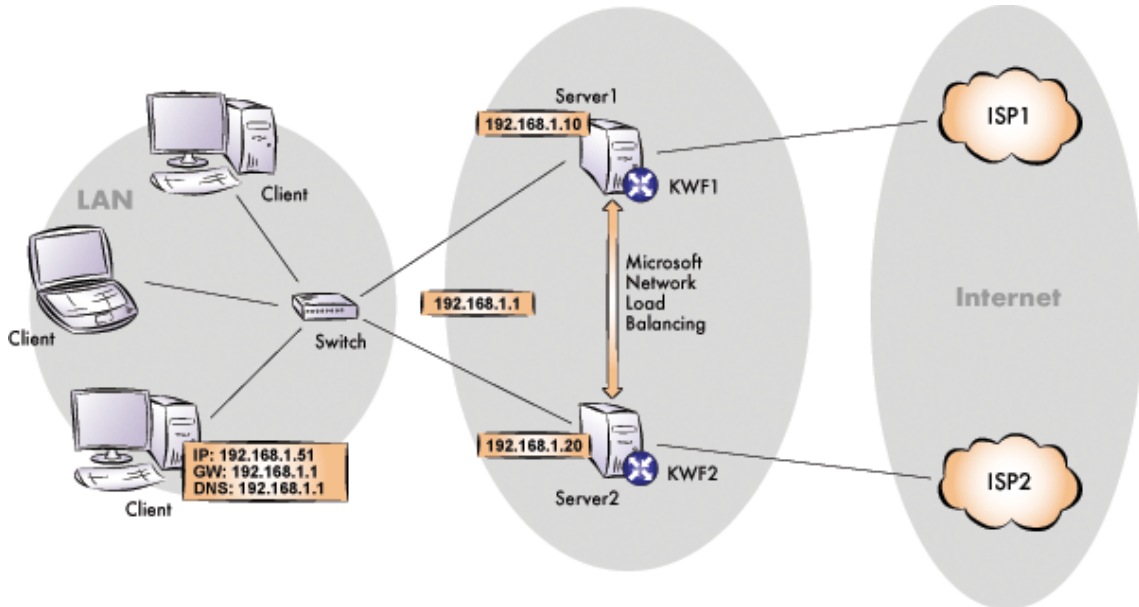 LAN
Client
Client
IP: 192.168.1.51
GW: 192.168.1.1
DNS: 192.168.1.1
Client
Switch
192.168.1.1
Server1
192.168.1.10
KWF1
Microsoft
Network
Load
Balancing
192.168.1.20
KWF2
Server2
ISP1
Internet
ISP2